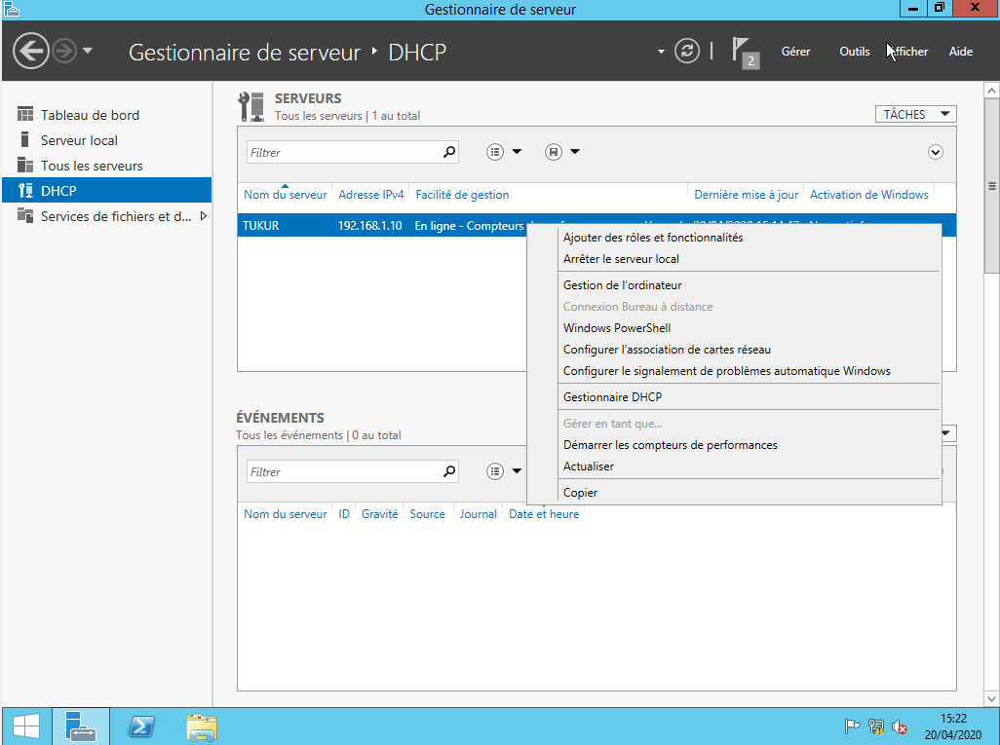 Gestionnaire de serveur
Gestionnaire de serveur ‣ DHCP
2
Gérer Outils Afficher Aide
Tableau de bord
Serveur local
Tous les serveurs
DHCP
Services de fichiers et d...
SERVEURS
Tous les serveurs | 1 au total
TÂCHES
Filtrer
Nom du serveur Adresse IPv4 Facilité de gestion Dernière mise à jour Activation de Windows
TUKUR 192.168.1.10 En ligne - Compteurs
Ajouter des rôles et fonctionnalités
Arrêter le serveur local
Gestion de l'ordinateur
Connexion Bureau à distance
Windows PowerShell
Configurer l'association de cartes réseau
Configurer le signalement de problèmes automatique Windows
Gestionnaire DHCP
Gérer en tant que...
Démarrer les compteurs de performances
Actualiser
Copier
ÉVÉNEMENTS
Tous les événements | 0 au total
Filtrer
Nom du serveur ID Gravité Source Journal Date et heure
15:22
20/04/2020